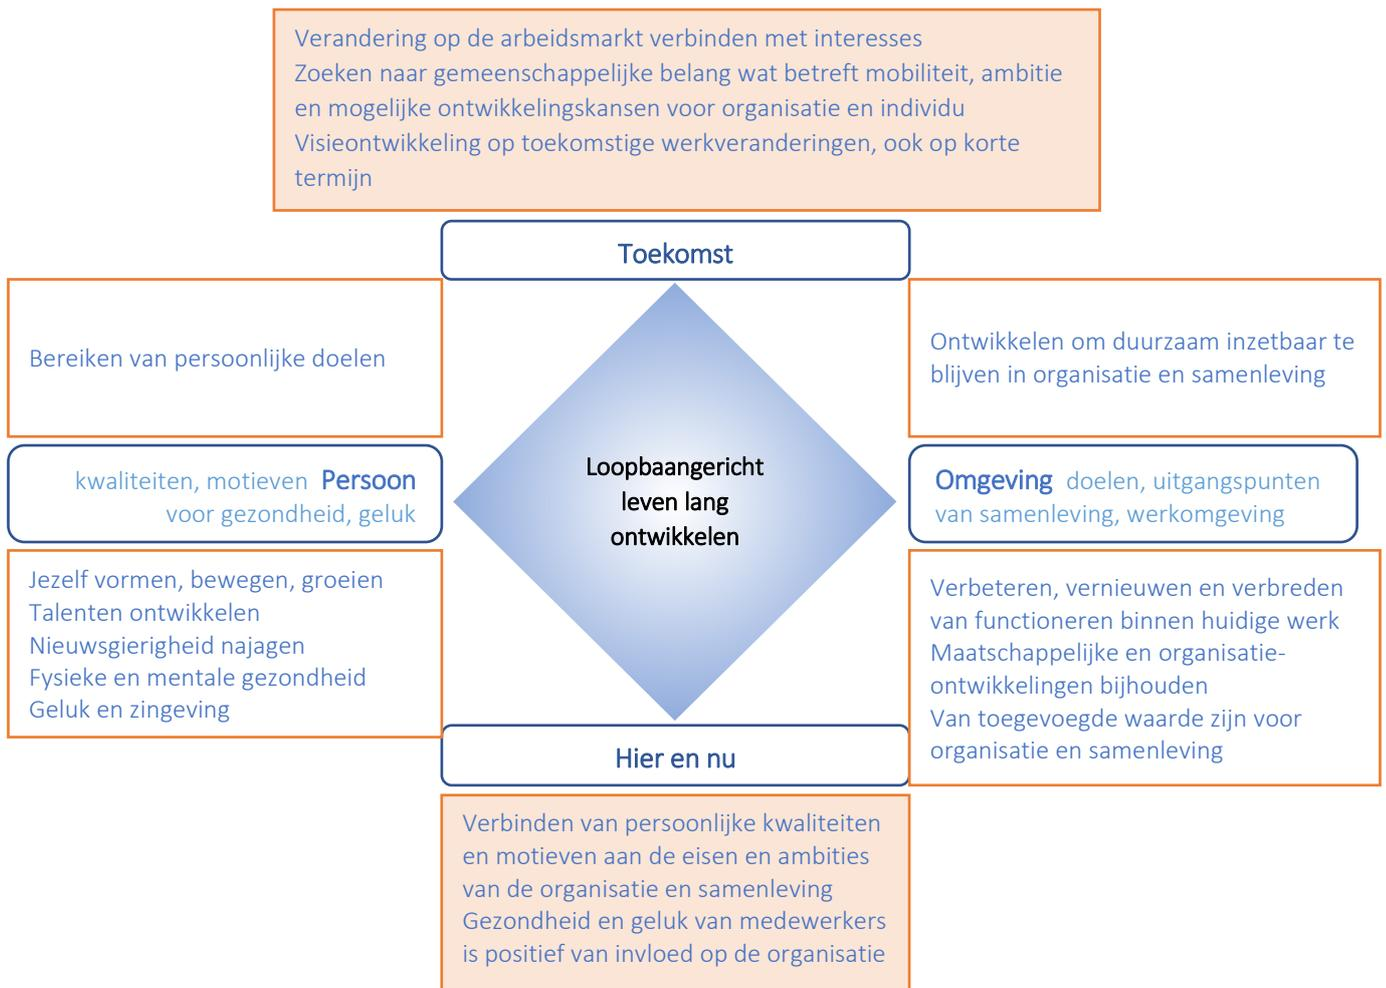 Verandering op de arbeidsmarkt verbinden met interesses
Zoeken naar gemeenschappelijke belang wat betreft mobiliteit, ambitie
en mogelijke ontwikkelingskansen voor organisatie en individu
Visieontwikkeling op toekomstige werkveranderingen, ook op korte
termijn
Toekomst
Bereiken van persoonlijke doelen
Ontwikkelen om duurzaam inzetbaar te
blijven in organisatie en samenleving
kwaliteiten, motieven Persoon
voor gezondheid, geluk
Loopbaangericht
leven lang
ontwikkelen
Omgeving doelen, uitgangspunten
van samenleving, werkomgeving
Jezelf vormen, bewegen, groeien
Talenten ontwikkelen
Nieuwsgierigheid najagen
Fysieke en mentale gezondheid
Geluk en zingeving
Verbeteren, vernieuwen en verbreden
van functioneren binnen huidige werk
Maatschappelijke en organisatie-
ontwikkelingen bijhouden
Van toegevoegde waarde zijn voor
organisatie en samenleving
Hier en nu
Verbinden van persoonlijke kwaliteiten
en motieven aan de eisen en ambities
van de organisatie en samenleving
Gezondheid en geluk van medewerkers
is positief van invloed op de organisatie